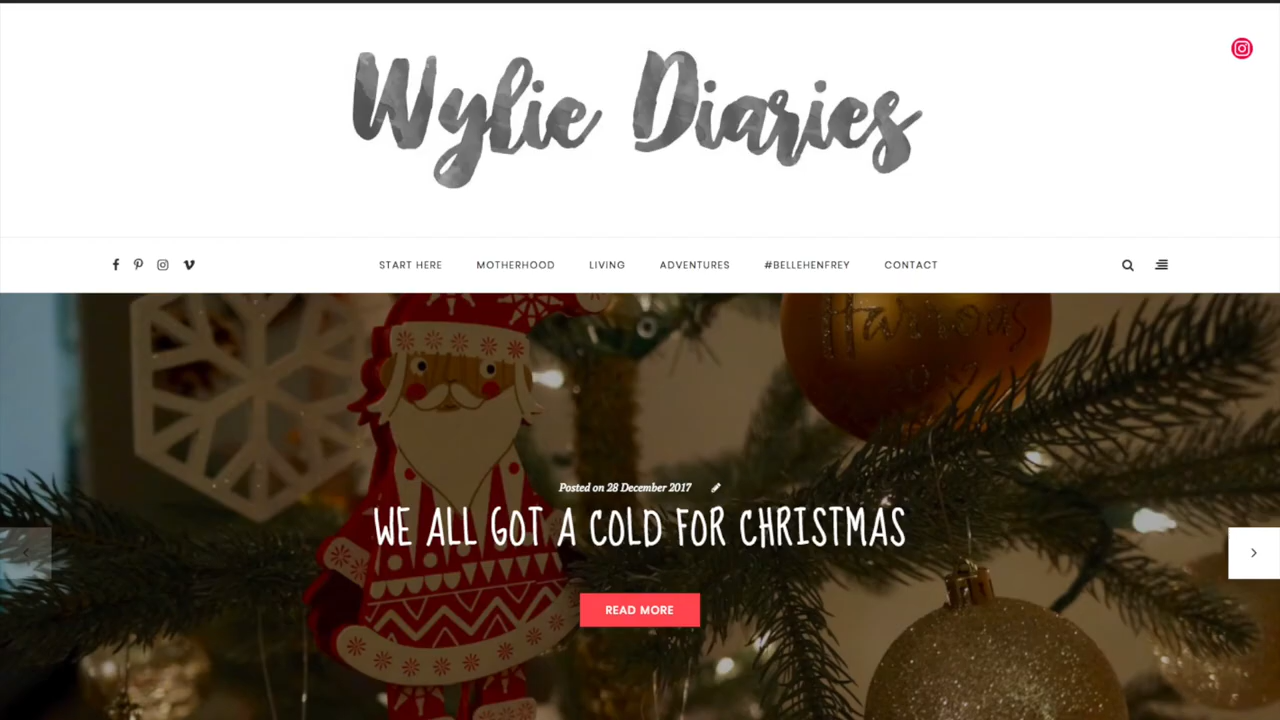 Wylie Diaries
START HERE MOTHERHOOD LIVING ADVENTURES #BELLEHENFREY CONTACT
Harrods
Posted on 28 December 2017
WE ALL GOT A COLD FOR CHRISTMAS
READ MORE